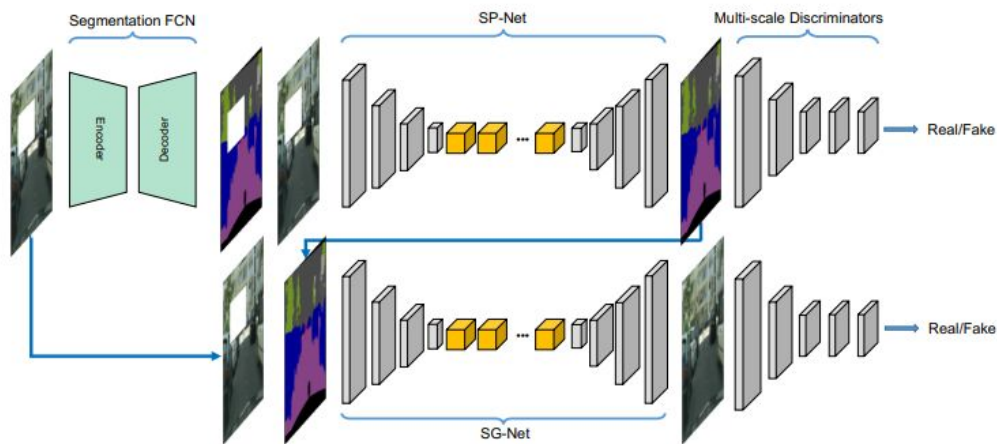 Segmentation FCN
SP-Net
Multi-scale Discriminators
Encoder
Decoder
...
Real/Fake
...
Real/Fake
SG-Net